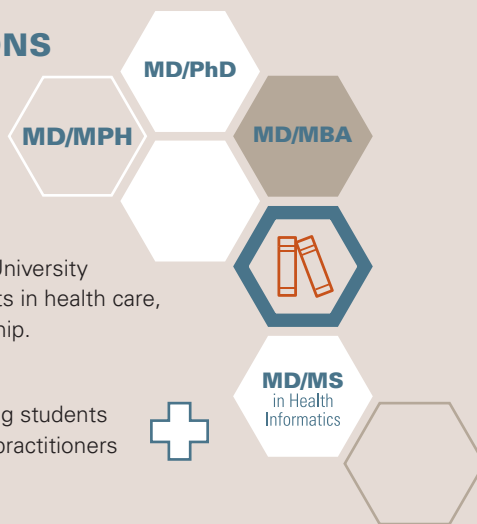 NS
MD/PhD
MD/MPH
MD/MBA
University
ts in health care,
hip.
MD/MS
in Health
Informatics
g students
practitioners